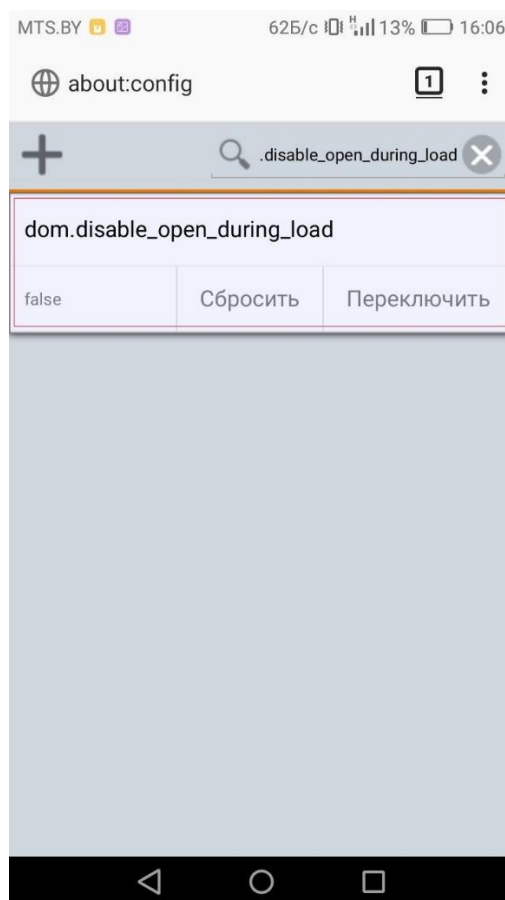 MTS.BY 62Б/с H 13% 16:06
about:config 1
.disable_open_during_load
dom.disable_open_during_load
false Сбросить Переключить